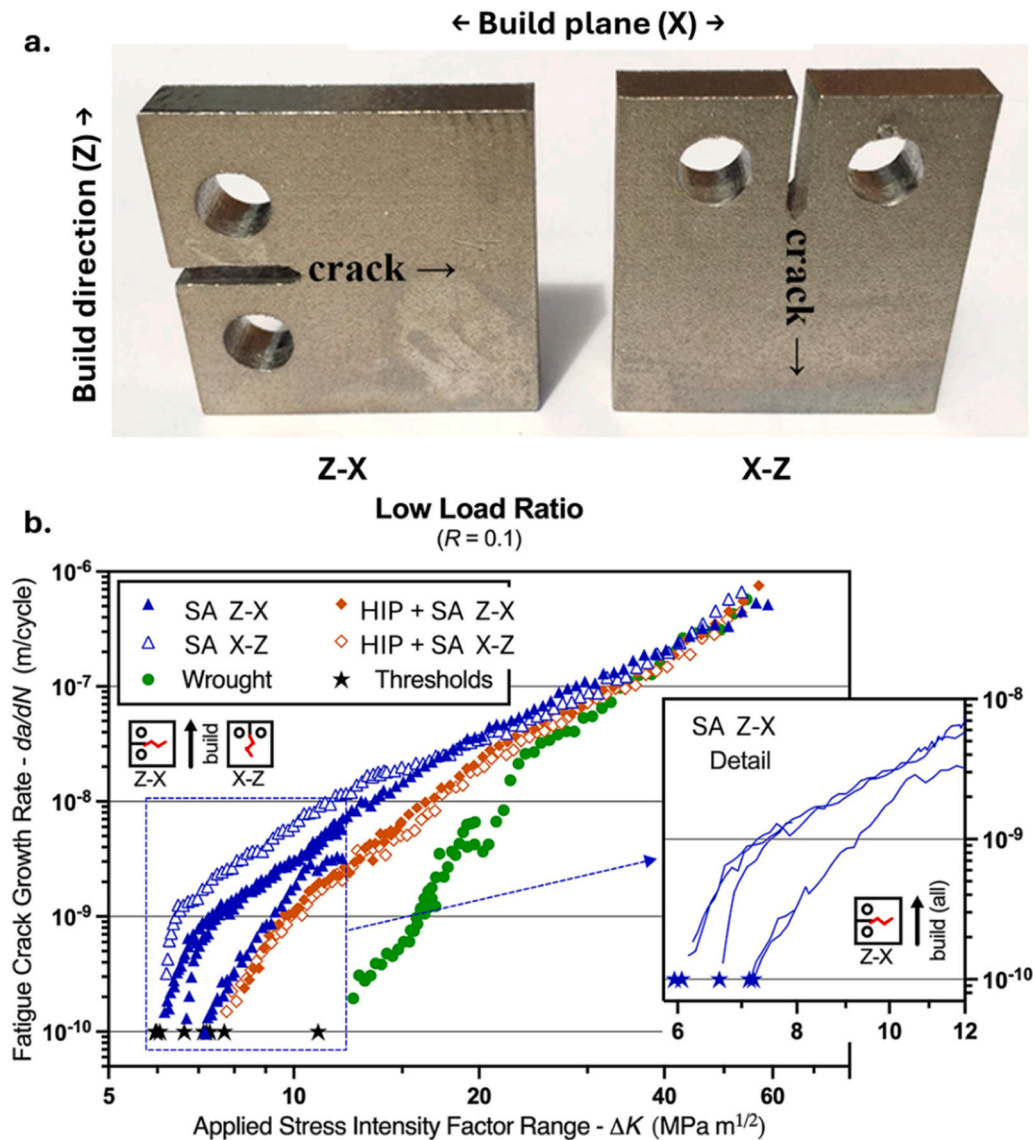 a.
← Build plane (X) →
Build direction (Z) →
crack →
crack →
Z-X
X-Z
b.
Low Load Ratio
(R = 0.1)
Fatigue Crack Growth Rate - da/dN (m/cycle)
10⁻⁶
10⁻⁷
10⁻⁸
10⁻⁹
10⁻¹⁰
▲ SA Z-X
◆ HIP + SA Z-X
△ SA X-Z
◇ HIP + SA X-Z
● Wrought
★ Thresholds
Z-X
build
X-Z
SA Z-X
Detail
10⁻⁸
10⁻⁹
10⁻¹⁰
Z-X
build (all)
6 8 10 12
5 10 20 40 60
Applied Stress Intensity Factor Range - ΔK (MPa m¹/²)